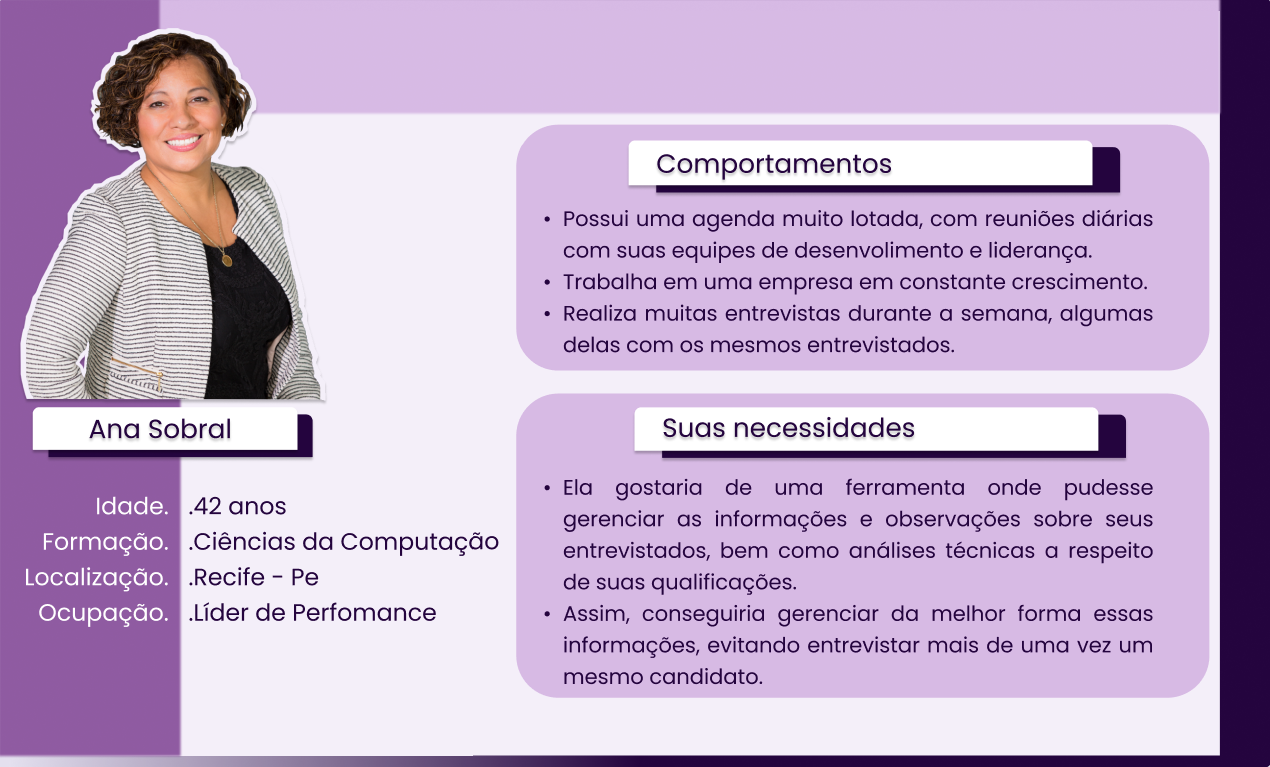 Ana Sobral
Idade. .42 anos
Formação. .Ciências da Computação
Localização. .Recife - Pe
Ocupação. .Líder de Perfomance
Comportamentos
• Possui uma agenda muito lotada, com reuniões diárias
com suas equipes de desenvolimento e liderança.
• Trabalha em uma empresa em constante crescimento.
• Realiza muitas entrevistas durante a semana, algumas
delas com os mesmos entrevistados.
Suas necessidades
• Ela gostaria de uma ferramenta onde pudesse
gerenciar as informações e observações sobre seus
entrevistados, bem como análises técnicas a respeito
de suas qualificações.
• Assim, conseguiria gerenciar da melhor forma essas
informações, evitando entrevistar mais de uma vez um
mesmo candidato.